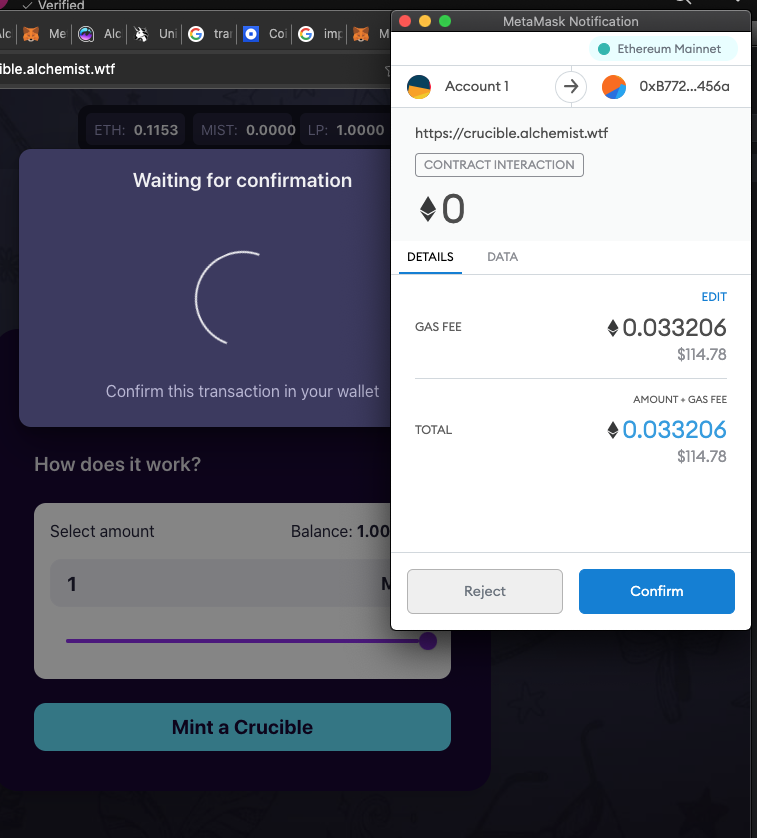 Verified
MetaMask Notification
Me
Alc
Uni
trar
Coi
imp
M
ible.alchemist.wtf
Ethereum Mainnet
Account 1
0xB772...456a
ETH: 0.1153
MIST: 0.0000
LP: 1.0000
https://crucible.alchemist.wtf
CONTRACT INTERACTION
0
Waiting for confirmation
Confirm this transaction in your wallet
DETAILS
DATA
EDIT
GAS FEE
0.033206
$114.78
AMOUNT + GAS FEE
TOTAL
0.033206
$114.78
Reject
Confirm
How does it work?
Select amount
Balance: 1.00
1
Mint a Crucible